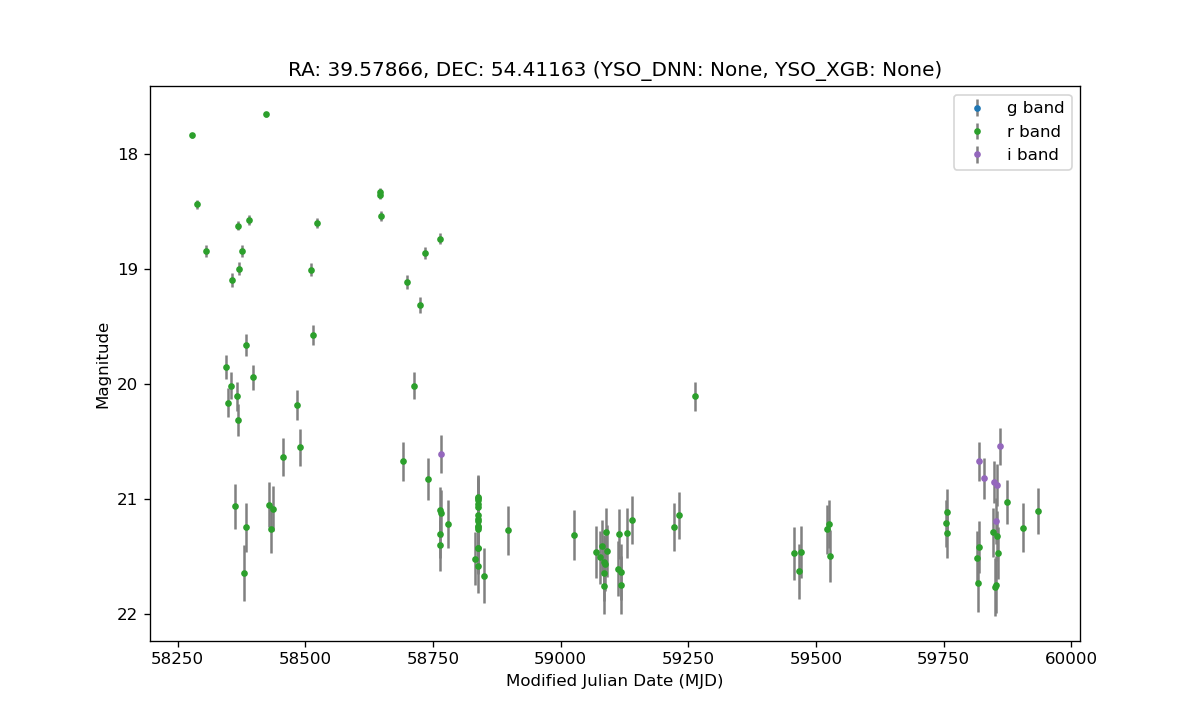 RA: 39.57866, DEC: 54.41163 (YSO_DNN: None, YSO_XGB: None)
g band
r band
i band
18
19
20
21
22
Magnitude
58250 58500 58750 59000 59250 59500 59750 60000
Modified Julian Date (MJD)